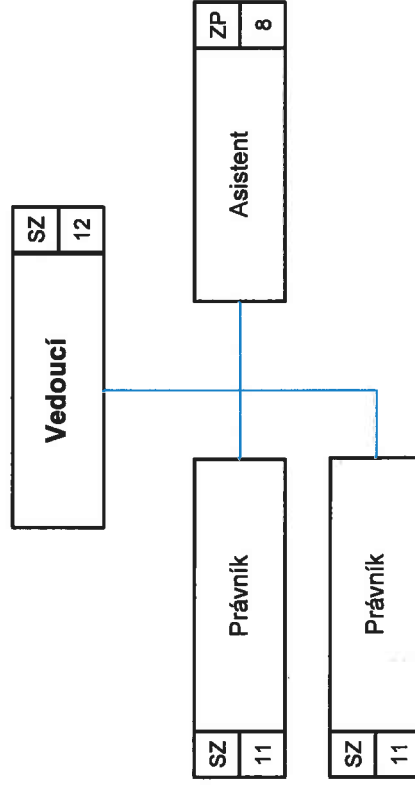 Vedoucí
SZ
12
Právník
SZ
11
Asistent
ZP
8
Právník
SZ
11